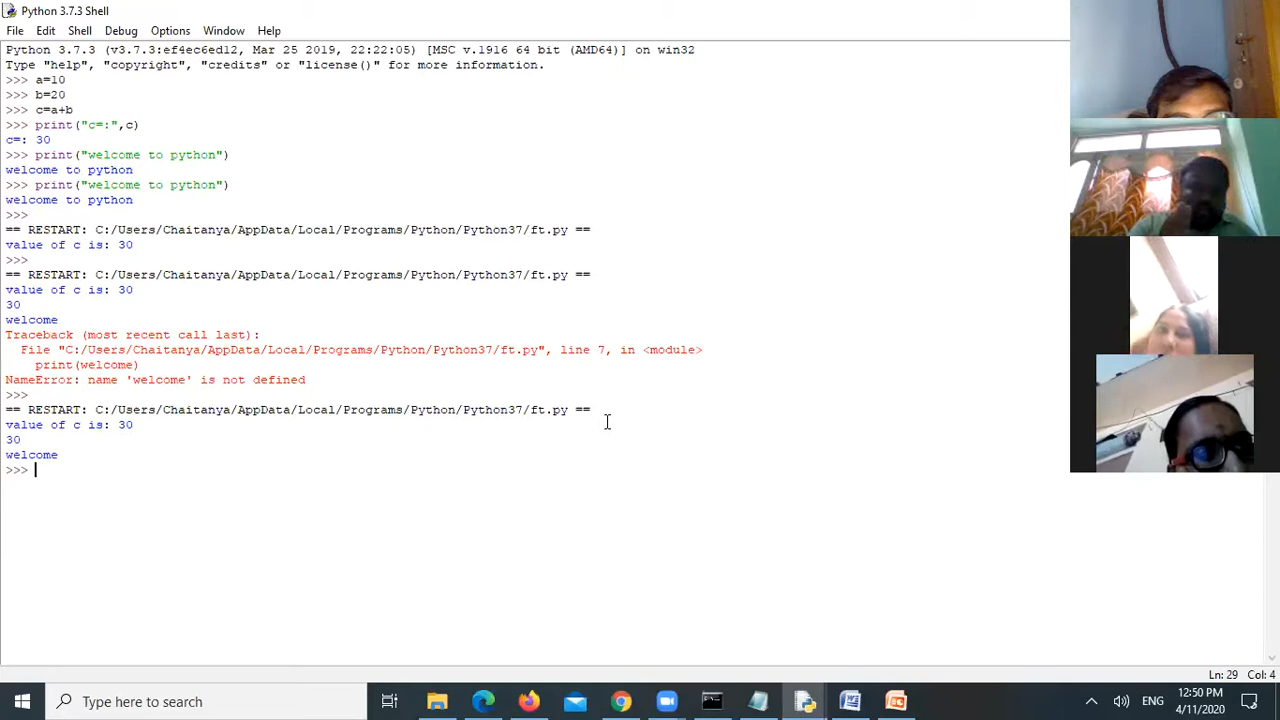 Python 3.7.3 Shell
File Edit Shell Debug Options Window Help
Python 3.7.3 (v3.7.3:ef4ec6ed12, Mar 25 2019, 22:22:05) [MSC v.1916 64 bit (AMD64)] on win32
Type "help", "copyright", "credits" or "license()" for more information.
>>> a=10
>>> b=20
>>> c=a+b
>>> print("c=:",c)
c=: 30
>>> print("welcome to python")
welcome to python
>>> print("welcome to python")
welcome to python
>>>
== RESTART: C:/Users/Chaitanya/AppData/Local/Programs/Python/Python37/ft.py ==
value of c is: 30
>>>
== RESTART: C:/Users/Chaitanya/AppData/Local/Programs/Python/Python37/ft.py ==
value of c is: 30
30
welcome
Traceback (most recent call last):
  File "C:/Users/Chaitanya/AppData/Local/Programs/Python/Python37/ft.py", line 7, in <module>
    print(welcome)
NameError: name 'welcome' is not defined
>>>
== RESTART: C:/Users/Chaitanya/AppData/Local/Programs/Python/Python37/ft.py ==
value of c is: 30
30
welcome
>>>
Ln: 29 Col: 4
Type here to search
ENG
12:50 PM
4/11/2020